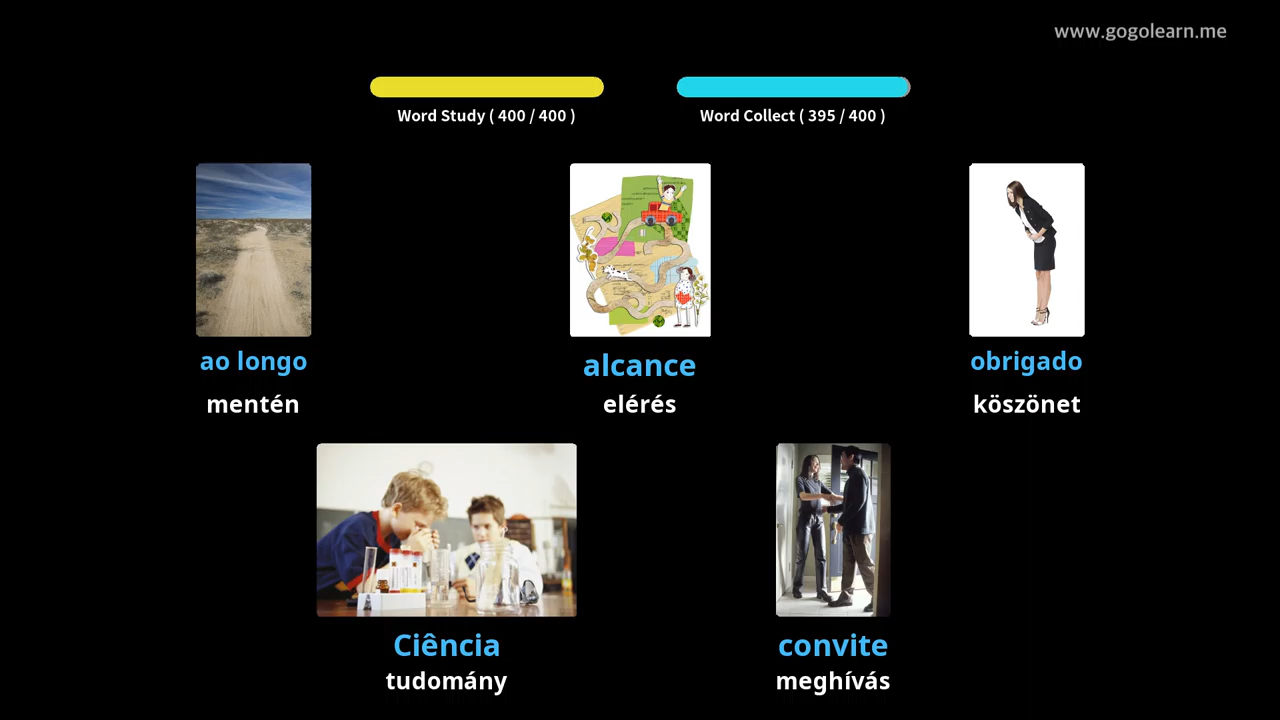 www.gogolearn.me
Word Study ( 400 / 400 )
Word Collect ( 395 / 400 )
ao longo
alcance
obrigado
mentén
elérés
köszönet
Ciência
convite
tudomány
meghívás